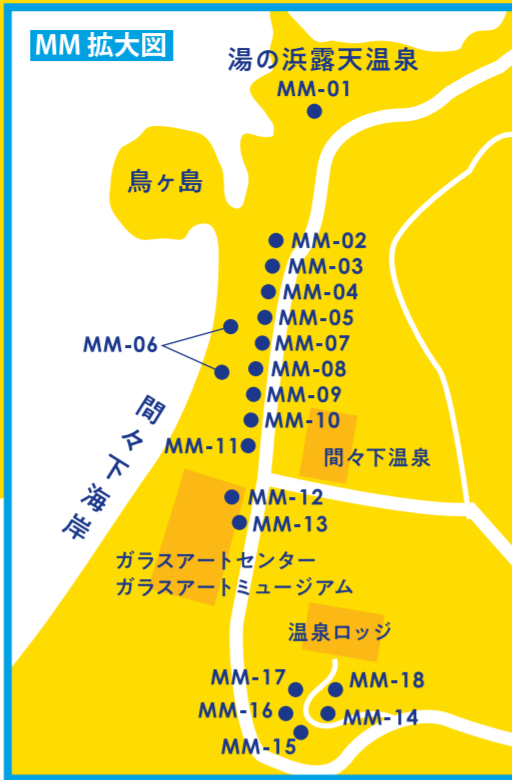 MM 拡大図
湯の浜露天温泉
MM-01
鳥ヶ島
MM-02
MM-03
MM-04
MM-05
MM-06
MM-07
MM-08
MM-09
MM-10
MM-11
間々下海岸
間々下温泉
MM-12
MM-13
ガラスアートセンター
ガラスアートミュージアム
温泉ロッジ
MM-17
MM-18
MM-16
MM-14
MM-15